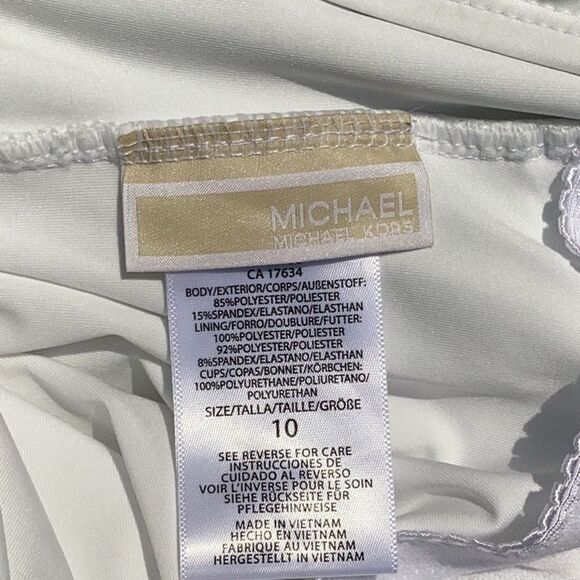 MICHAEL
MICHAEL KORS
CA 17634
BODY/EXTERIOR/CORPS/AUßENSTOFF:
85%POLYESTER/POLIESTER
15%SPANDEX/ELASTANO/ELASTHAN
LINING/FORRO/DOUBLURE/FUTTER:
100%POLYESTER/POLIESTER
92%POLYESTER/POLIESTER
8%SPANDEX/ELASTANO/ELASTHAN
CUPS/COPAS/BONNET/KÖRBCHEN:
100%POLYURETHANE/POLIURETANO/
POLYURETHAN
SIZE/TALLA/TAILLE/GRÖßE
10
SEE REVERSE FOR CARE
INSTRUCCIONES DE
CUIDADO AL REVERSO
VOIR L'INVERSE POUR LE SOIN
SIEHE RÜCKSEITE FÜR
PFLEGEHINWEISE
MADE IN VIETNAM
HECHO EN VIETNAM
FABRIQUE AU VIETNAM
HERGESTELLT IN VIETNAM